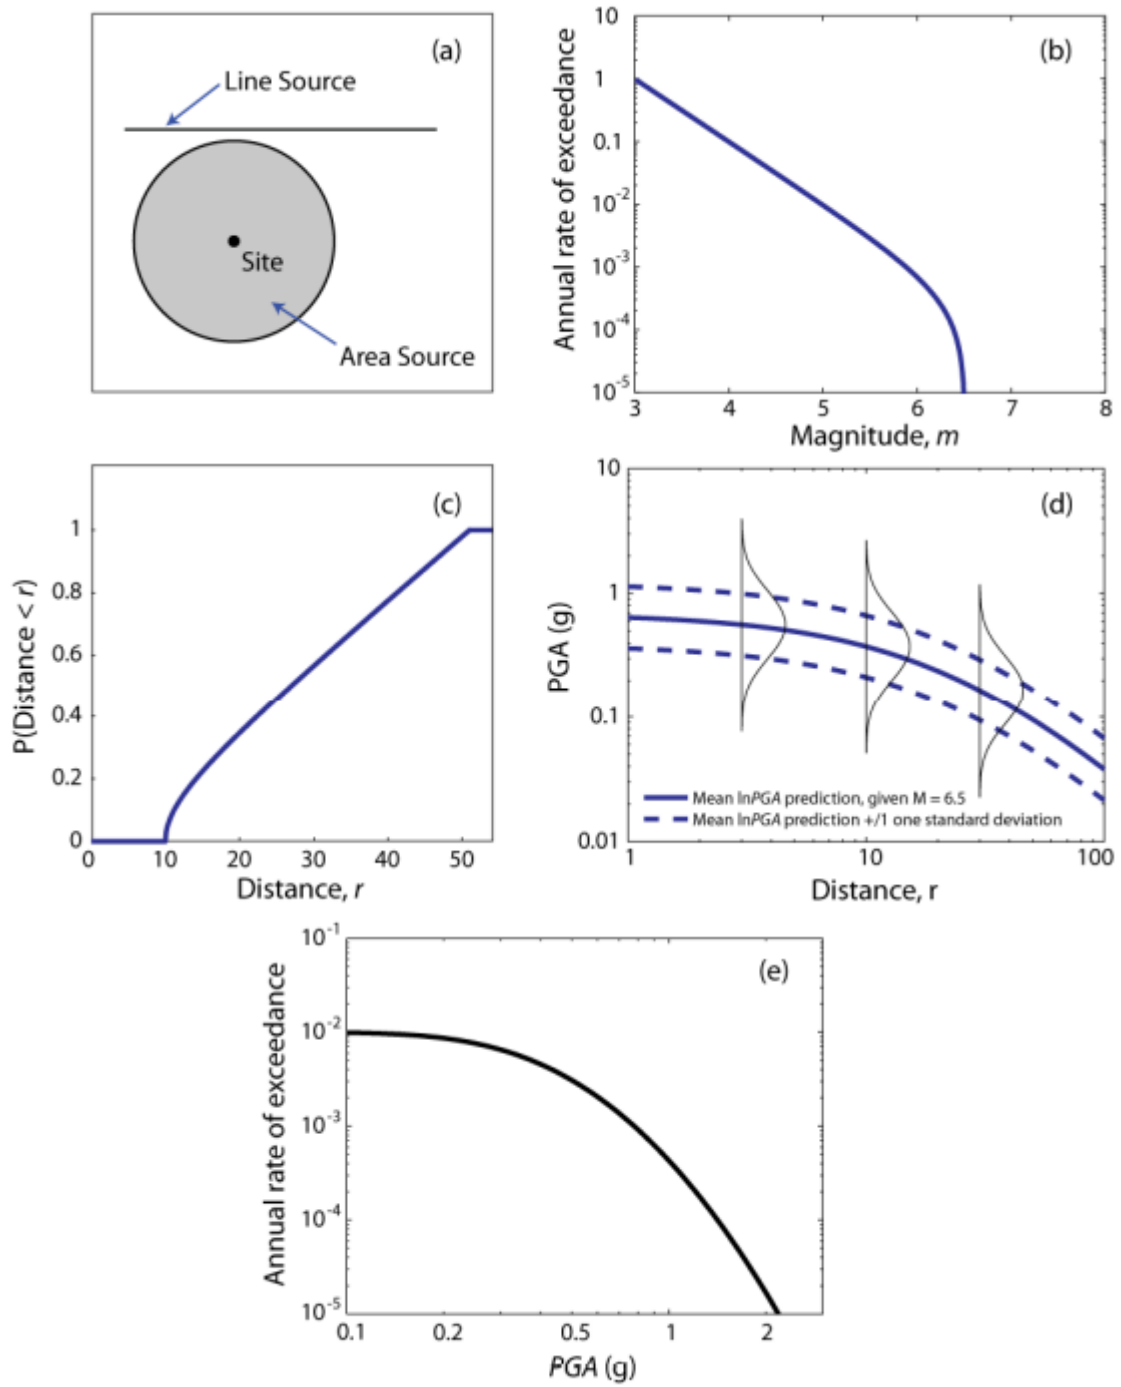 (a)
Line Source
Site
Area Source
(b)
Annual rate of exceedance
10
1
0.1
10-2
10-3
10-4
10-5
3 4 5 6 7 8
Magnitude, m
(c)
P(Distance < r)
1
0.8
0.6
0.4
0.2
0
0 10 20 30 40 50
Distance, r
(d)
PGA (g)
10
1
0.1
0.01
Mean lnPGA prediction, given M = 6.5
Mean lnPGA prediction +/1 one standard deviation
1 10 100
Distance, r
(e)
Annual rate of exceedance
10-1
10-2
10-3
10-4
10-5
0.1 0.2 0.5 1 2
PGA (g)